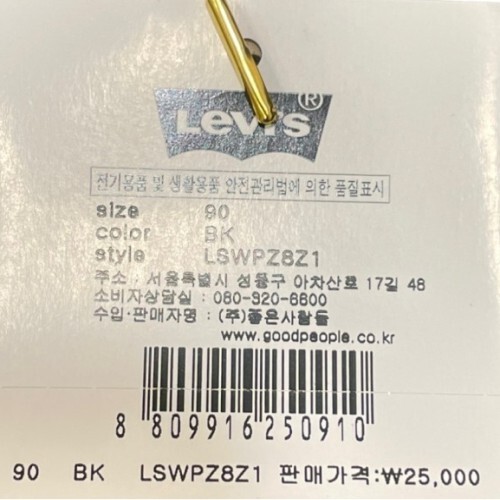 Levi's®
전기용품 및 생활용품 안전관리법에 의한 품질표시
size 90
color BK
style LSWPZ8Z1
주소 : 서울특별시 성동구 아차산로 17길 48
소비자상담실 : 080-920-6600
수입·판매자명 : (주)좋은사람들
www.goodpeople.co.kr
8 809916 250910
90 BK LSWPZ8Z1 판매가격:₩25,000